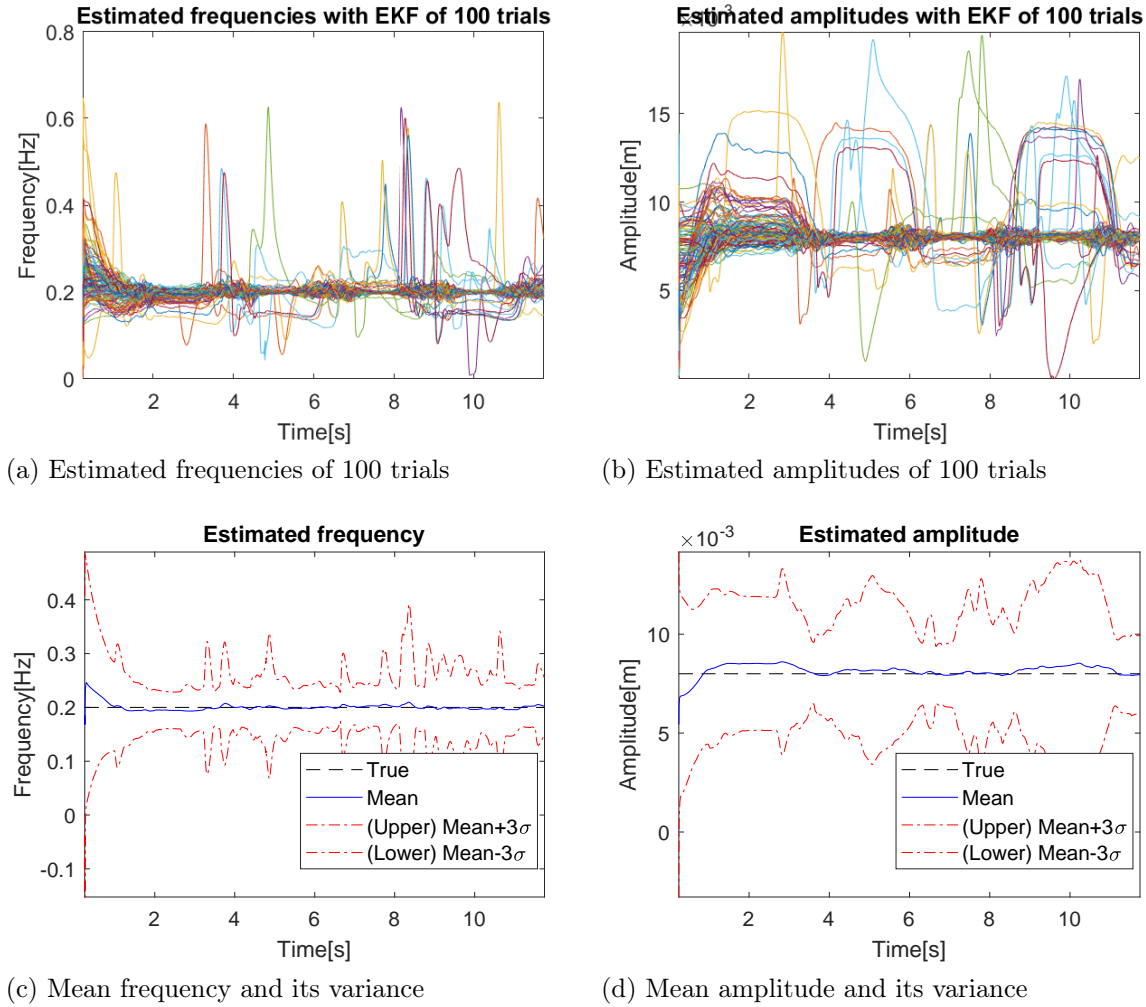 Estimated frequencies with EKF of 100 trials
Frequency[Hz]
0.8
0.6
0.4
0.2
0
2 4 6 8 10
Time[s]
(a) Estimated frequencies of 100 trials
Estimated amplitudes with EKF of 100 trials
Amplitude[m]
15
10
5
2 4 6 8 10
Time[s]
(b) Estimated amplitudes of 100 trials
Estimated frequency
Frequency[Hz]
0.4
0.3
0.2
0.1
0
-0.1
True
Mean
(Upper) Mean+3σ
(Lower) Mean-3σ
2 4 6 8 10
Time[s]
(c) Mean frequency and its variance
Estimated amplitude
×10⁻³
Amplitude[m]
10
5
0
True
Mean
(Upper) Mean+3σ
(Lower) Mean-3σ
2 4 6 8 10
Time[s]
(d) Mean amplitude and its variance